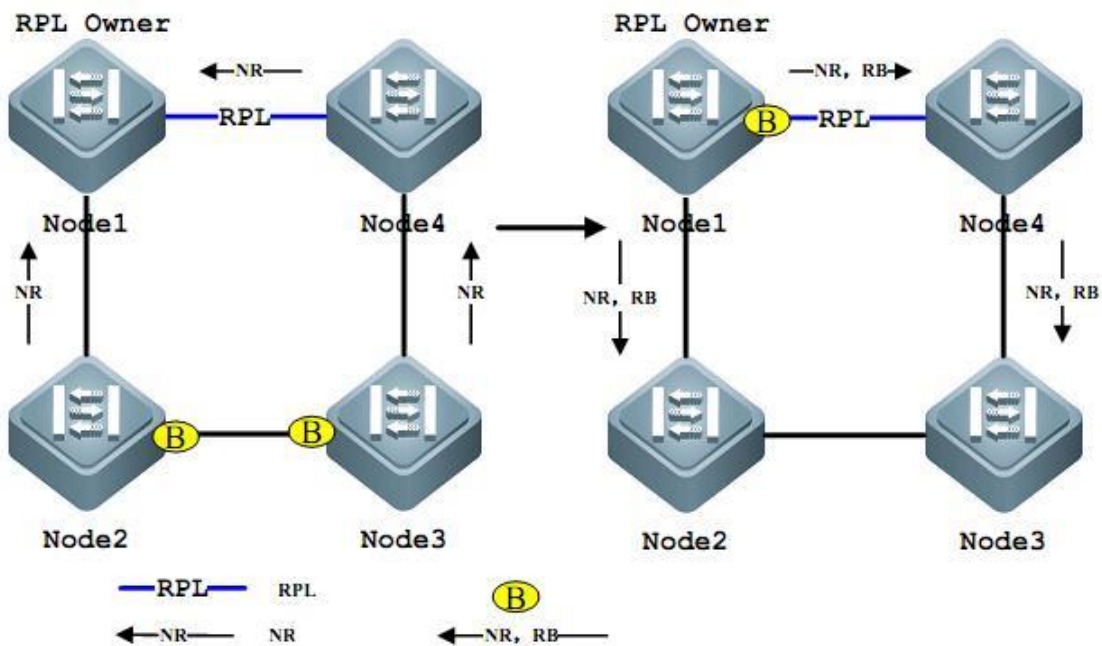 RPL Owner
RPL Owner
NR
NR, RB
RPL
B
RPL
Node1
Node4
Node1
Node4
NR
NR
NR, RB
NR, RB
B
B
Node2
Node3
Node2
Node3
RPL
RPL
B
NR
NR
NR, RB